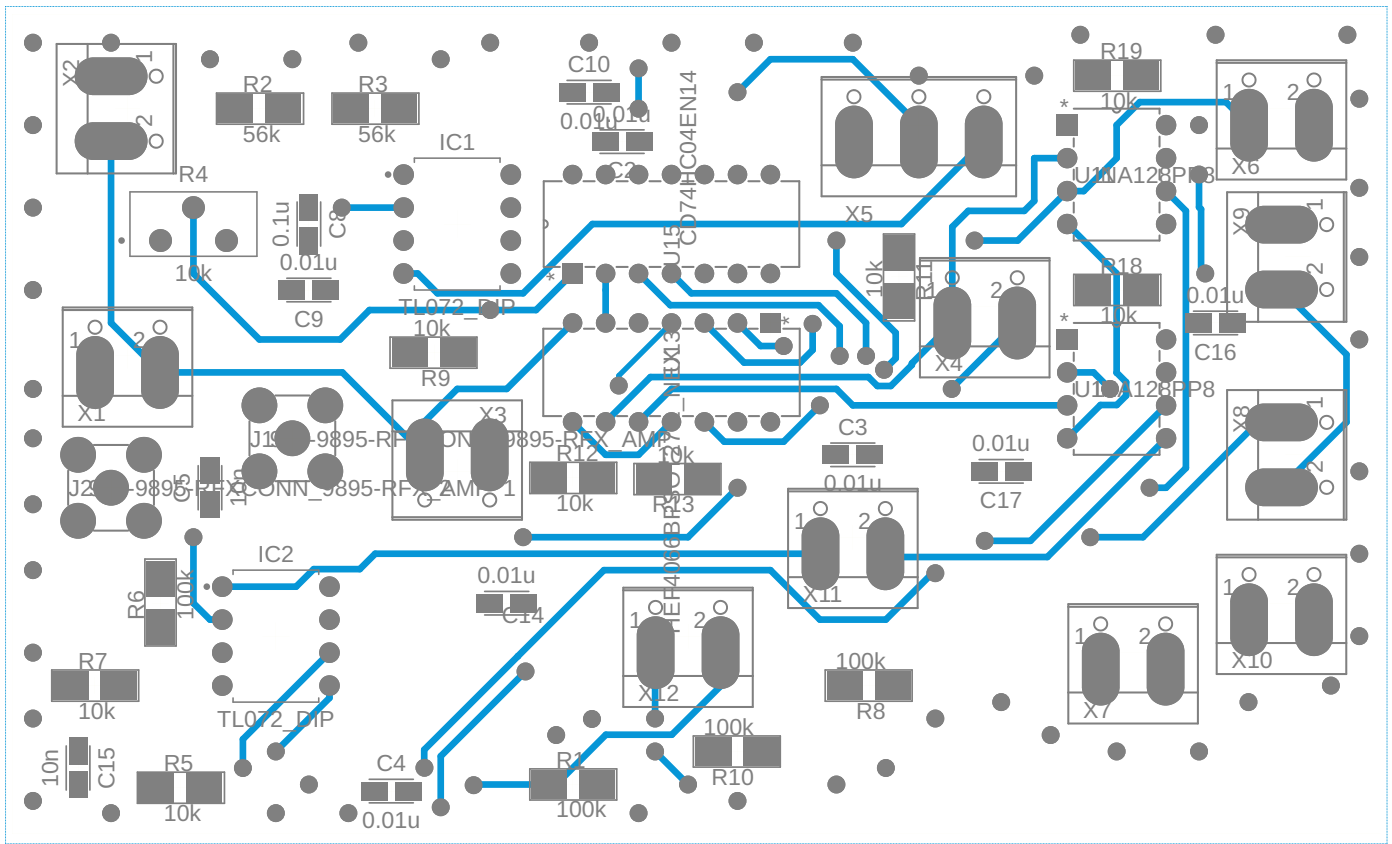 X2
1
2
R2
56k
R3
56k
C10
0.01u
0.01u
C2
CD74HC04EN14
U15
R19
10k
*
X6
1
2
IC1
R4
10k
0.1u
C8
0.01u
C9
TL072_DIP
10k
R9
X5
10k
R11
X4
1
2
X9
1
2
R18
10k
*
0.01u
C16
X1
1
2
X3
2
*
*
R12
10k
10k
R13
C3
0.01u
0.01u
C17
X8
1
2
C5
10n
IC2
TL072_DIP
R6
100k
0.01u
C14
X11
1
2
X12
1
2
X10
1
2
X7
1
2
R7
10k
100k
R8
10n
C15
R5
10k
C4
0.01u
R1
100k
100k
R10